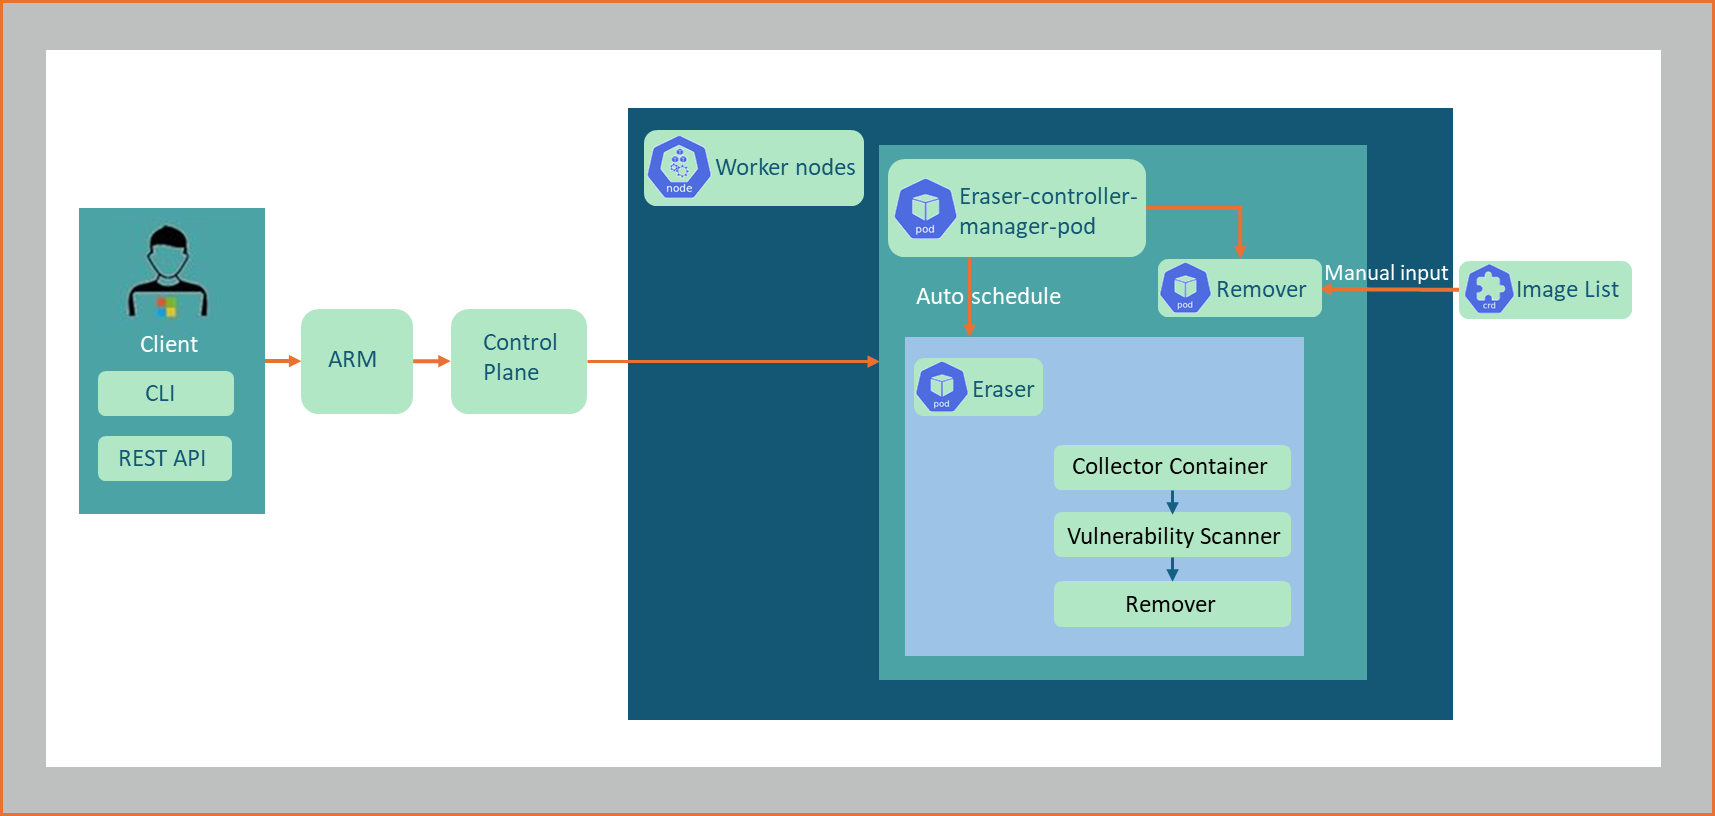 Client
CLI
REST API
ARM
Control
Plane
node
Worker nodes
pod
Eraser-controller-
manager-pod
Auto schedule
pod
Remover
Manual input
crd
Image List
pod
Eraser
Collector Container
Vulnerability Scanner
Remover